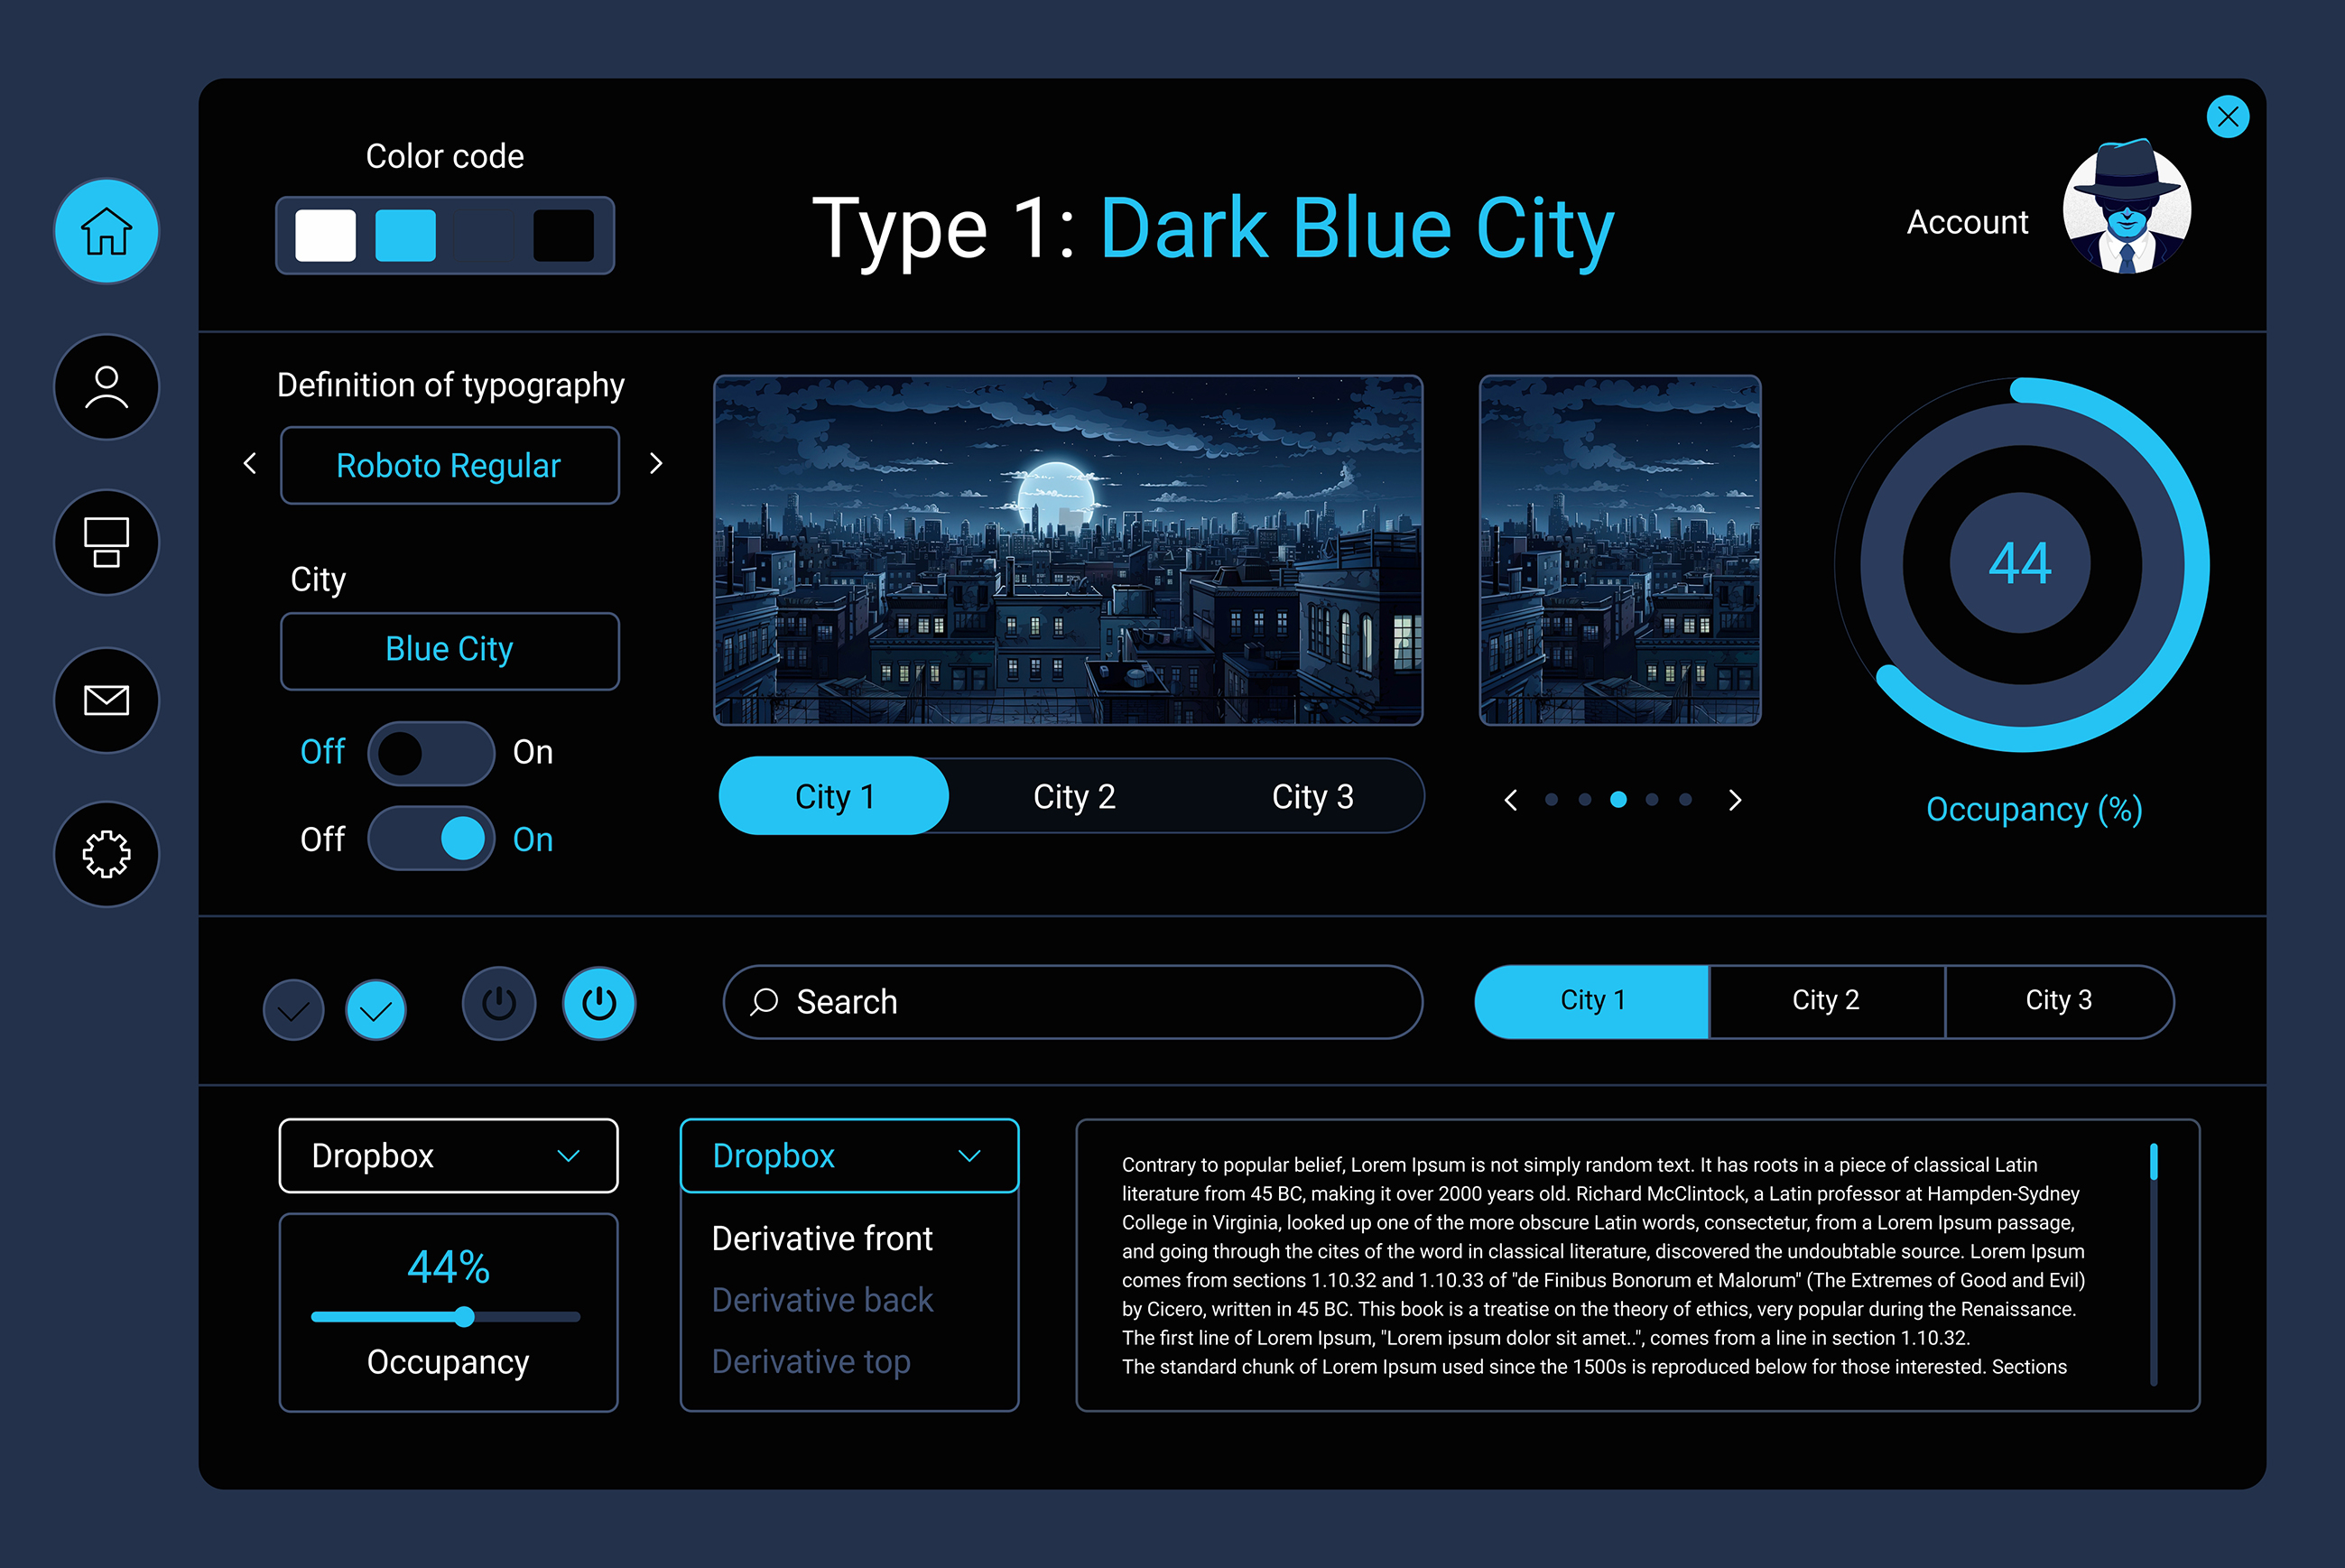 Color code
Type 1: Dark Blue City
Account
Definition of typography
Roboto Regular
City
Blue City
Off On
Off On
City 1 City 2 City 3
44
Occupancy (%)
Search
City 1 City 2 City 3
Dropbox
44%
Occupancy
Dropbox
Derivative front
Derivative back
Derivative top
Contrary to popular belief, Lorem Ipsum is not simply random text. It has roots in a piece of classical Latin
literature from 45 BC, making it over 2000 years old. Richard McClintock, a Latin professor at Hampden-Sydney
College in Virginia, looked up one of the more obscure Latin words, consectetur, from a Lorem Ipsum passage,
and going through the cites of the word in classical literature, discovered the undoubtable source. Lorem Ipsum
comes from sections 1.10.32 and 1.10.33 of "de Finibus Bonorum et Malorum" (The Extremes of Good and Evil)
by Cicero, written in 45 BC. This book is a treatise on the theory of ethics, very popular during the Renaissance.
The first line of Lorem Ipsum, "Lorem ipsum dolor sit amet..", comes from a line in section 1.10.32.
The standard chunk of Lorem Ipsum used since the 1500s is reproduced below for those interested. Sections